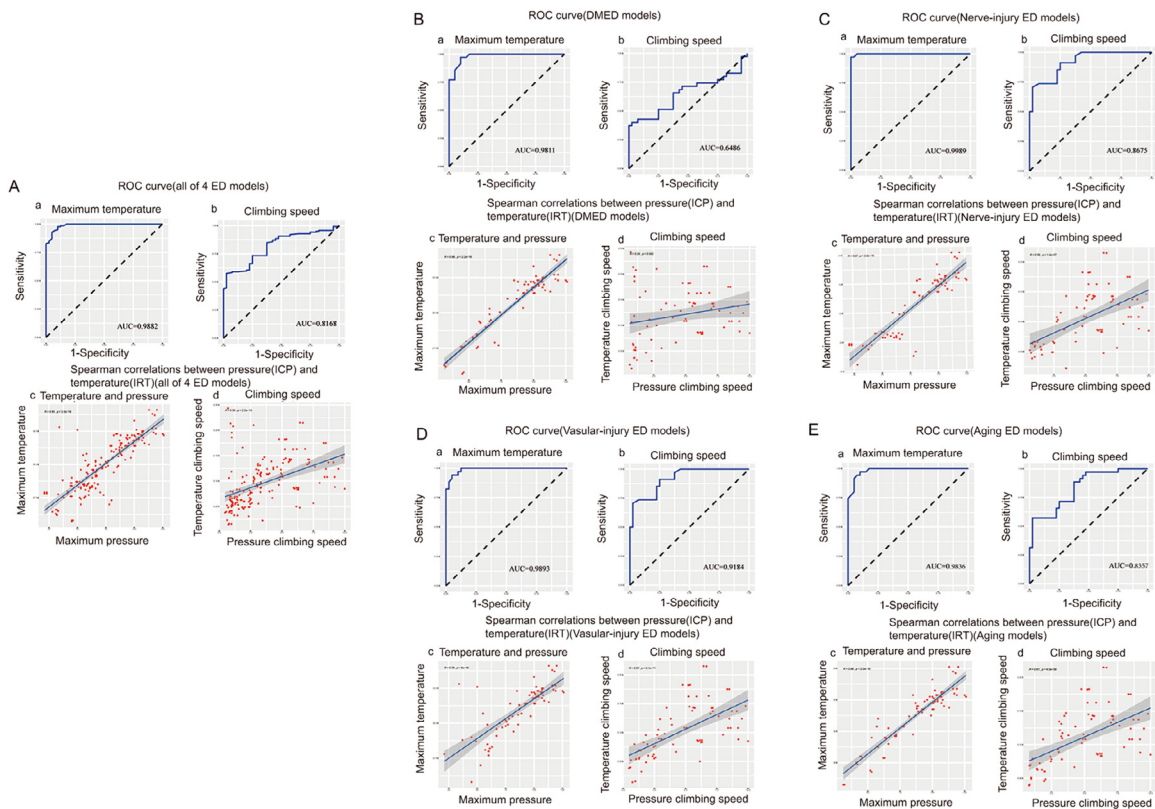 A
ROC curve(all of 4 ED models)
a
Maximum temperature
b
Climbing speed
Sensitivity
AUC=0.9882
Sensitivity
AUC=0.8168
1-Specificity
Spearman correlations between pressure(ICP) and
temperature(IRT)(all of 4 ED models)
c
Temperature and pressure
d
Climbing speed
Maximum temperature
Temperature climbing speed
Maximum pressure
Pressure climbing speed
B
ROC curve(DMED models)
a
Maximum temperature
b
Climbing speed
Sensitivity
AUC=0.9811
Sensitivity
AUC=0.6486
1-Specificity
Spearman correlations between pressure(ICP) and
temperature(IRT)(DMED models)
c
Temperature and pressure
d
Climbing speed
Maximum temperature
Temperature climbing speed
Maximum pressure
Pressure climbing speed
C
ROC curve(Nerve-injury ED models)
a
Maximum temperature
b
Climbing speed
Sensitivity
AUC=0.9989
Sensitivity
AUC=0.8675
1-Specificity
Spearman correlations between pressure(ICP) and
temperature(IRT)(Nerve-injury ED models)
c
Temperature and pressure
d
Climbing speed
Maximum temperature
Temperature climbing speed
Maximum pressure
Pressure climbing speed
D
ROC curve(Vasular-injury ED models)
a
Maximum temperature
b
Climbing speed
Sensitivity
AUC=0.9893
Sensitivity
AUC=0.9184
1-Specificity
Spearman correlations between pressure(ICP) and
temperature(IRT)(Vasular-injury ED models)
c
Temperature and pressure
d
Climbing speed
Maximum temperature
Temperature climbing speed
Maximum pressure
Pressure climbing speed
E
ROC curve(Aging ED models)
a
Maximum temperature
b
Climbing speed
Sensitivity
AUC=0.9836
Sensitivity
AUC=0.8357
1-Specificity
Spearman correlations between pressure(ICP) and
temperature(IRT)(Aging models)
c
Temperature and pressure
d
Climbing speed
Maximum temperature
Temperature climbing speed
Maximum pressure
Pressure climbing speed